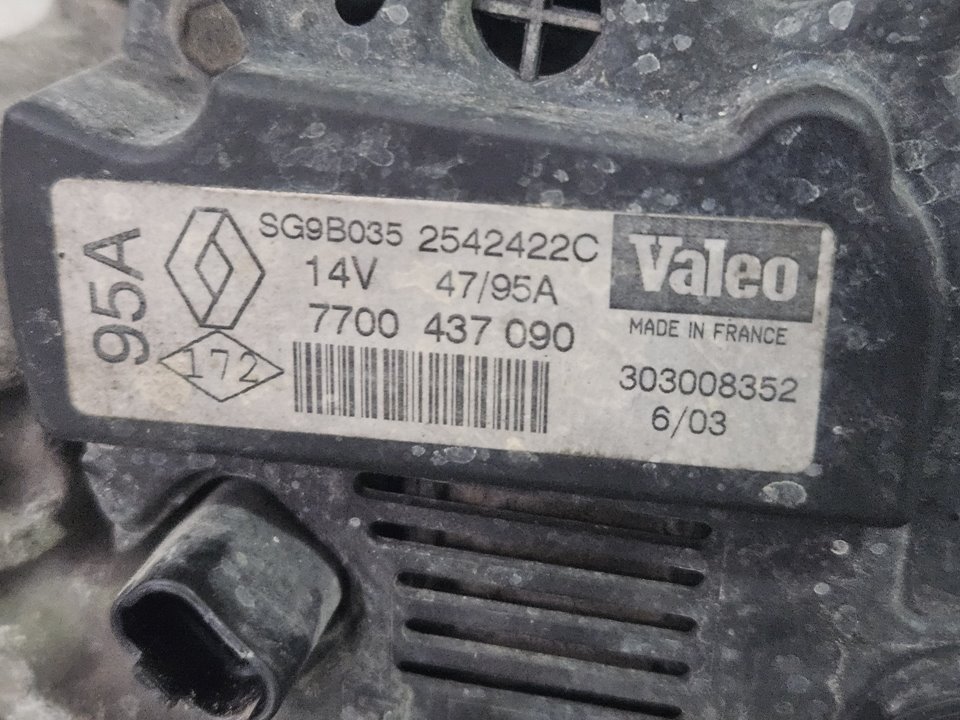 95A
SG9B035 2542422C
14V 47/95A
7700 437 090
172
Valeo
MADE IN FRANCE
303008352
6/03